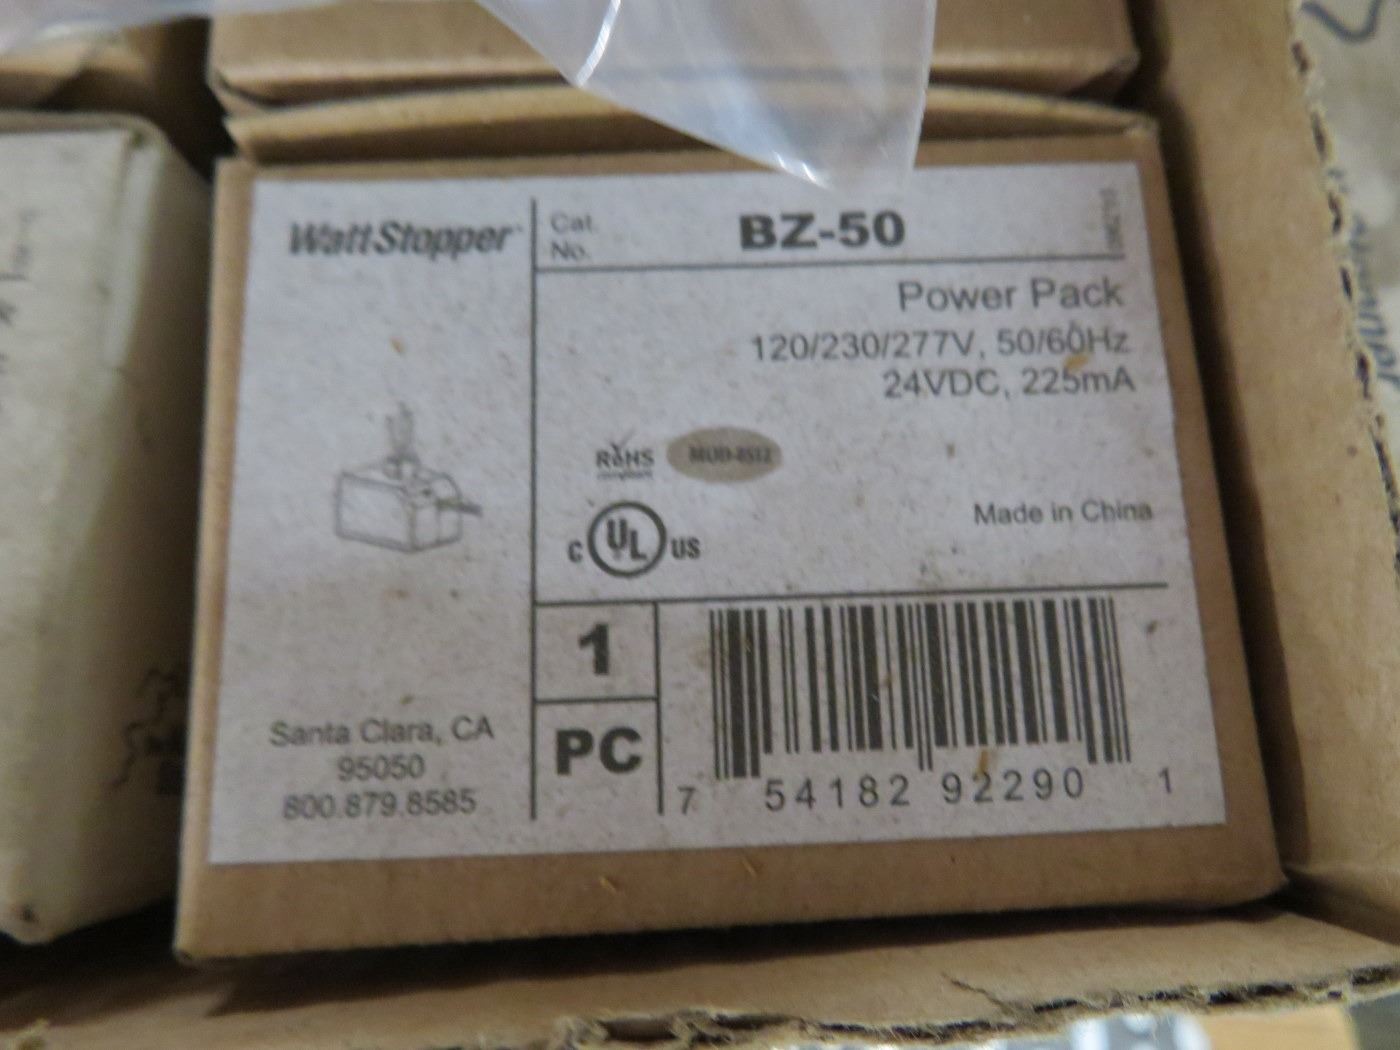 WattStopper
Cat.
No.
BZ-50
Power Pack
120/230/277V, 50/60Hz
24VDC, 225mA
RoHS
compliant
Made in China
C UL US
1
PC
Santa Clara, CA
95050
800.879.8585
7 54182 92290 1